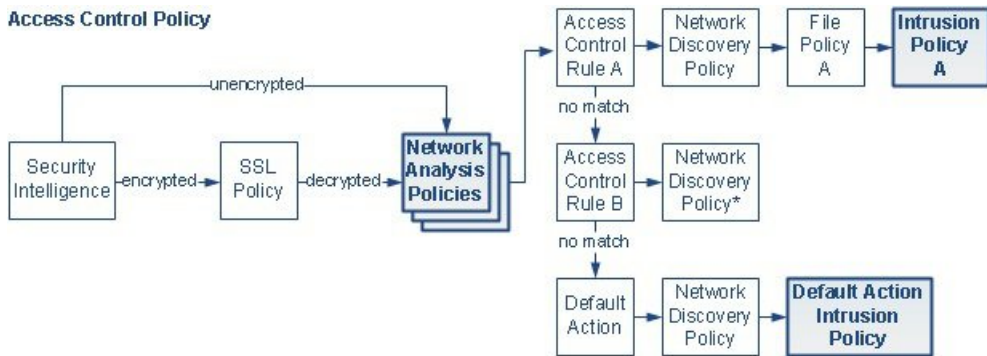 Access Control Policy
Access
Control
Rule A
Network
Discovery
Policy
File
Policy
A
Intrusion
Policy
A
unencrypted
no match
Security
Intelligence
encrypted
SSL
Policy
decrypted
Network
Analysis
Policies
Access
Control
Rule B
Network
Discovery
Policy*
no match
Default
Action
Network
Discovery
Policy
Default Action
Intrusion
Policy